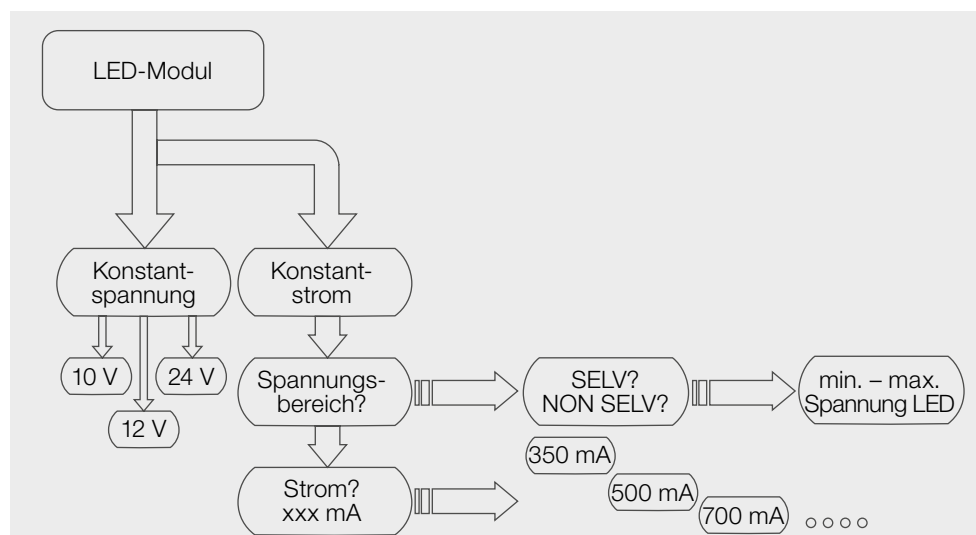 LED-Modul
Konstant-
spannung
Konstant-
strom
10 V
24 V
12 V
Spannungs-
bereich?
SELV?
NON SELV?
min. – max.
Spannung LED
Strom?
xxx mA
350 mA
500 mA
700 mA